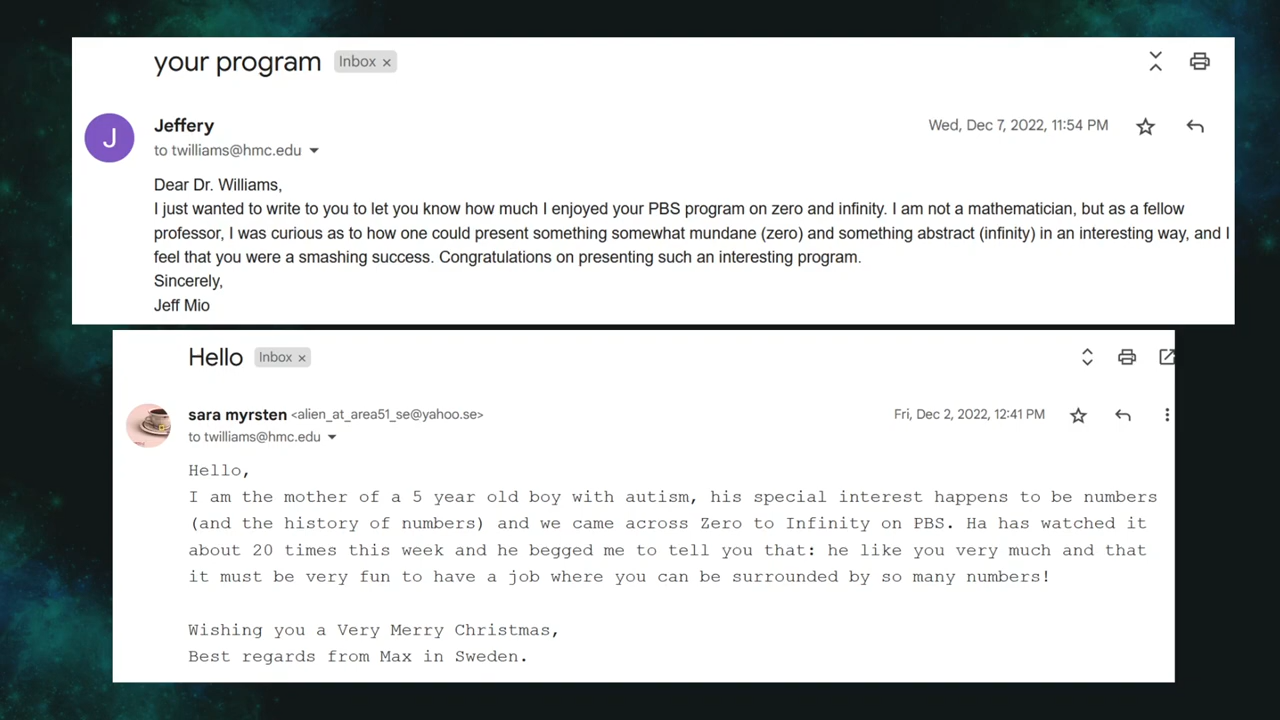 your program Inbox ×
J
Jeffery Wed, Dec 7, 2022, 11:54 PM
to twilliams@hmc.edu
Dear Dr. Williams,
I just wanted to write to you to let you know how much I enjoyed your PBS program on zero and infinity. I am not a mathematician, but as a fellow
professor, I was curious as to how one could present something somewhat mundane (zero) and something abstract (infinity) in an interesting way, and I
feel that you were a smashing success. Congratulations on presenting such an interesting program.
Sincerely,
Jeff Mio
Hello Inbox ×
sara myrsten <alien_at_area51_se@yahoo.se> Fri, Dec 2, 2022, 12:41 PM
to twilliams@hmc.edu
Hello,
I am the mother of a 5 year old boy with autism, his special interest happens to be numbers
(and the history of numbers) and we came across Zero to Infinity on PBS. Ha has watched it
about 20 times this week and he begged me to tell you that: he like you very much and that
it must be very fun to have a job where you can be surrounded by so many numbers!
Wishing you a Very Merry Christmas,
Best regards from Max in Sweden.